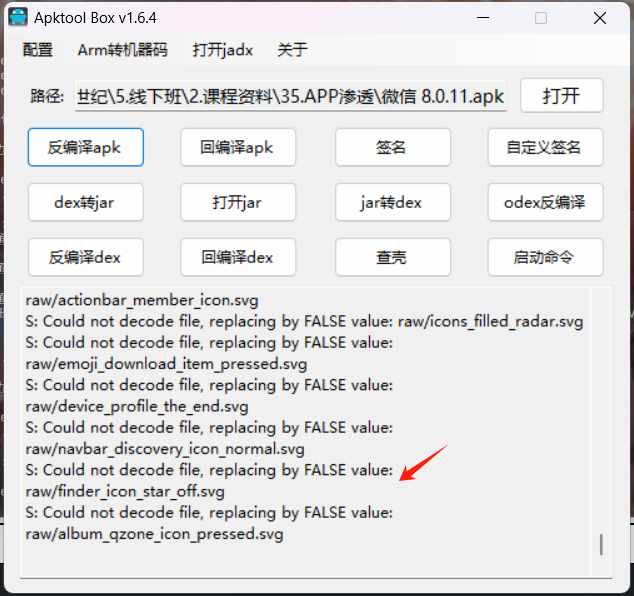 Apktool Box v1.6.4
配置 Arm转机器码 打开jadx 关于
路径: 世纪\5.线下班\2.课程资料\35.APP渗透\微信 8.0.11.apk 打开
反编译apk 回编译apk 签名 自定义签名
dex转jar 打开jar jar转dex odex反编译
反编译dex 回编译dex 查壳 启动命令
raw/actionbar_member_icon.svg
S: Could not decode file, replacing by FALSE value: raw/icons_filled_radar.svg
S: Could not decode file, replacing by FALSE value:
raw/emoji_download_item_pressed.svg
S: Could not decode file, replacing by FALSE value:
raw/device_profile_the_end.svg
S: Could not decode file, replacing by FALSE value:
raw/navbar_discovery_icon_normal.svg
S: Could not decode file, replacing by FALSE value:
raw/finder_icon_star_off.svg
S: Could not decode file, replacing by FALSE value:
raw/album_qzone_icon_pressed.svg